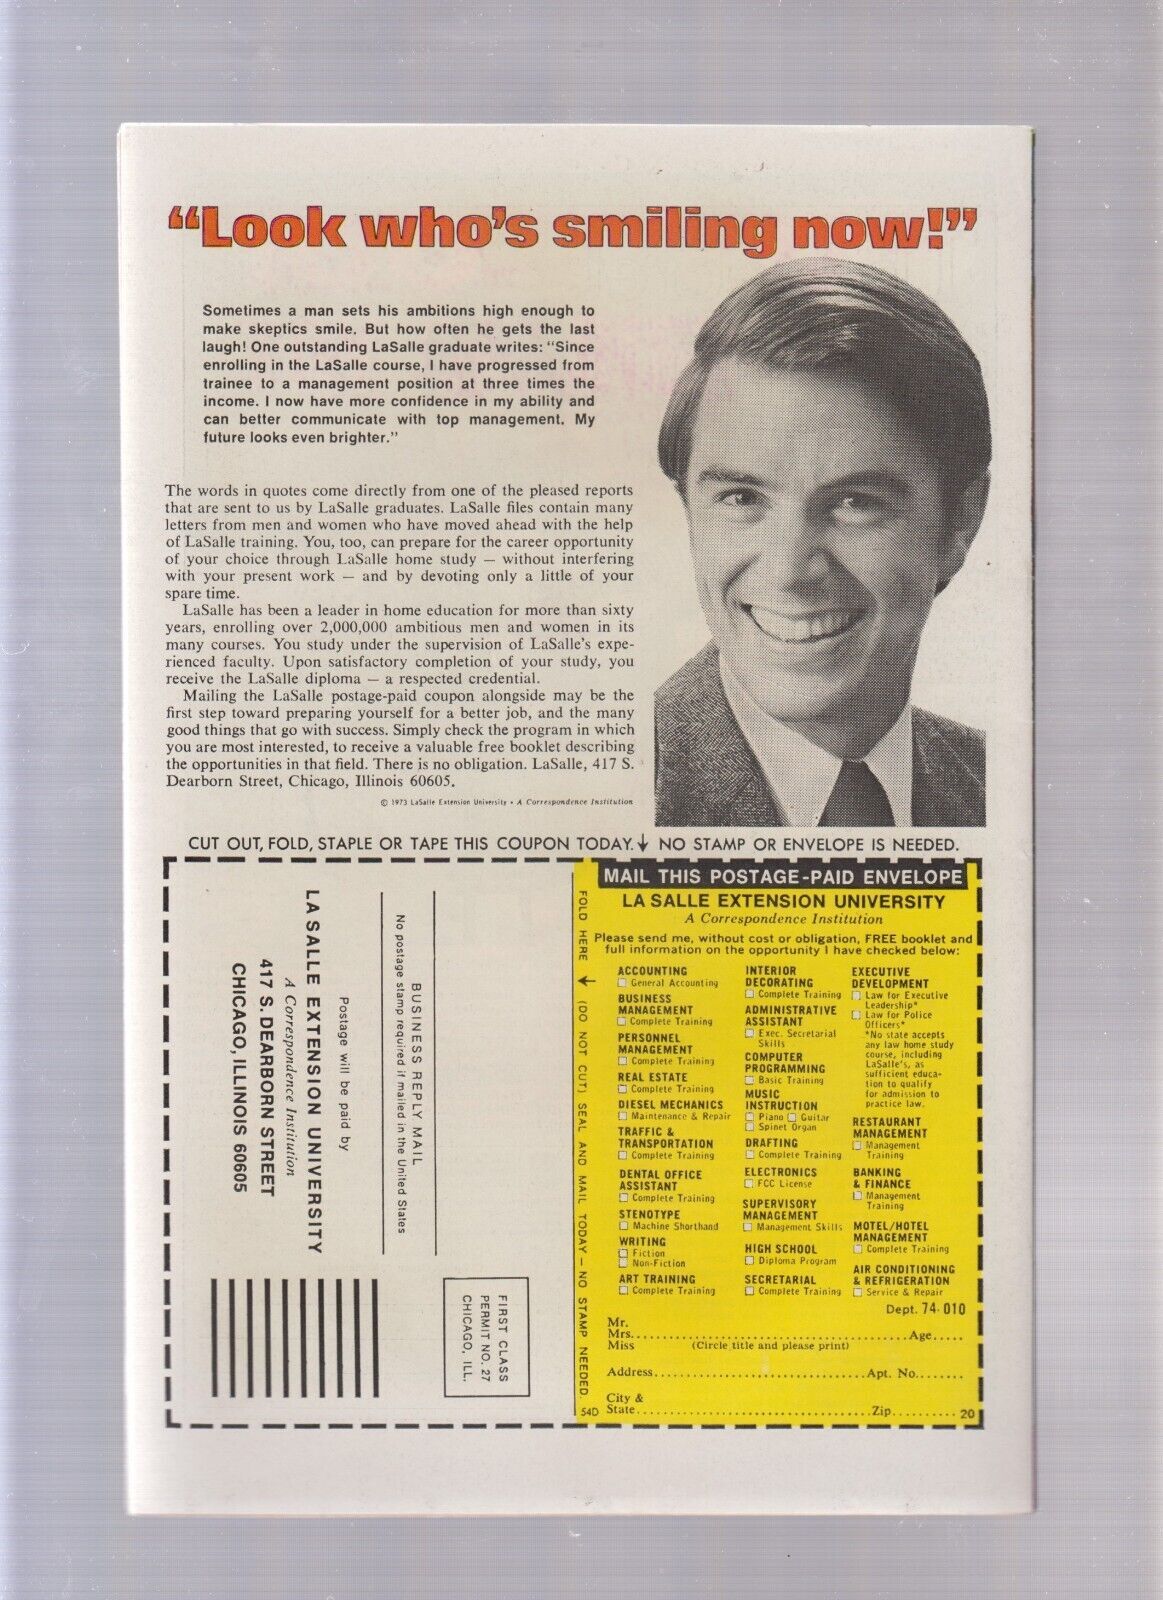 “Look who’s smiling now!”
Sometimes a man sets his ambitions high enough to
make skeptics smile. But how often he gets the last
laugh! One outstanding LaSalle graduate writes: “Since
enrolling in the LaSalle course, I have progressed from
trainee to a management position at three times the
income. I now have more confidence in my ability and
can better communicate with top management. My
future looks even brighter.”
The words in quotes come directly from one of the pleased reports
that are sent to us by LaSalle graduates. LaSalle files contain many
letters from men and women who have moved ahead with the help
of LaSalle training. You, too, can prepare for the career opportunity
of your choice through LaSalle home study — without interfering
with your present work — and by devoting only a little of your
spare time.
LaSalle has been a leader in home education for more than sixty
years, enrolling over 2,000,000 ambitious men and women in its
many courses. You study under the supervision of LaSalle’s expe-
rienced faculty. Upon satisfactory completion of your study, you
receive the LaSalle diploma — a respected credential.
Mailing the LaSalle postage-paid coupon alongside may be the
first step toward preparing yourself for a better job, and the many
good things that go with success. Simply check the program in which
you are most interested, to receive a valuable free booklet describing
the opportunities in that field. There is no obligation. LaSalle, 417 S.
Dearborn Street, Chicago, Illinois 60605.
© 1973 LaSalle Extension University • A Correspondence Institution
CUT OUT, FOLD, STAPLE OR TAPE THIS COUPON TODAY.↓ NO STAMP OR ENVELOPE IS NEEDED.
BUSINESS REPLY MAIL
No postage stamp required if mailed in the United States
Postage will be paid by
LA SALLE EXTENSION UNIVERSITY
A Correspondence Institution
417 S. DEARBORN STREET
CHICAGO, ILLINOIS 60605
FIRST CLASS
PERMIT NO. 27
CHICAGO, ILL.
FOLD HERE ← (DO NOT CUT) SEAL AND MAIL TODAY — NO STAMP NEEDED.
54D
MAIL THIS POSTAGE-PAID ENVELOPE
LA SALLE EXTENSION UNIVERSITY
A Correspondence Institution
Please send me, without cost or obligation, FREE booklet and
full information on the opportunity I have checked below:
ACCOUNTING
☐ General Accounting
BUSINESS
MANAGEMENT
☐ Complete Training
PERSONNEL
MANAGEMENT
☐ Complete Training
REAL ESTATE
☐ Complete Training
DIESEL MECHANICS
☐ Maintenance & Repair
TRAFFIC &
TRANSPORTATION
☐ Complete Training
DENTAL OFFICE
ASSISTANT
☐ Complete Training
STENOTYPE
☐ Machine Shorthand
WRITING
☐ Fiction
☐ Non-Fiction
ART TRAINING
☐ Complete Training
INTERIOR
DECORATING
☐ Complete Training
ADMINISTRATIVE
ASSISTANT
☐ Exec. Secretarial
Skills
COMPUTER
PROGRAMMING
☐ Basic Training
MUSIC
INSTRUCTION
☐ Piano ☐ Guitar
☐ Spinet Organ
DRAFTING
☐ Complete Training
ELECTRONICS
☐ FCC License
SUPERVISORY
MANAGEMENT
☐ Management Skills
HIGH SCHOOL
☐ Diploma Program
SECRETARIAL
☐ Complete Training
EXECUTIVE
DEVELOPMENT
☐ Law for Executive
Leadership*
☐ Law for Police
Officers*
*No state accepts
any law home study
course, including
LaSalle's, as
sufficient educa-
tion to qualify
for admission to
practice law.
RESTAURANT
MANAGEMENT
☐ Management
Training
BANKING
& FINANCE
☐ Management
Training
MOTEL/HOTEL
MANAGEMENT
☐ Complete Training
AIR CONDITIONING
& REFRIGERATION
☐ Service & Repair
Dept. 74-010
Mr.
Mrs. Age
Miss (Circle title and please print)
Address Apt. No.
City &
State Zip 20